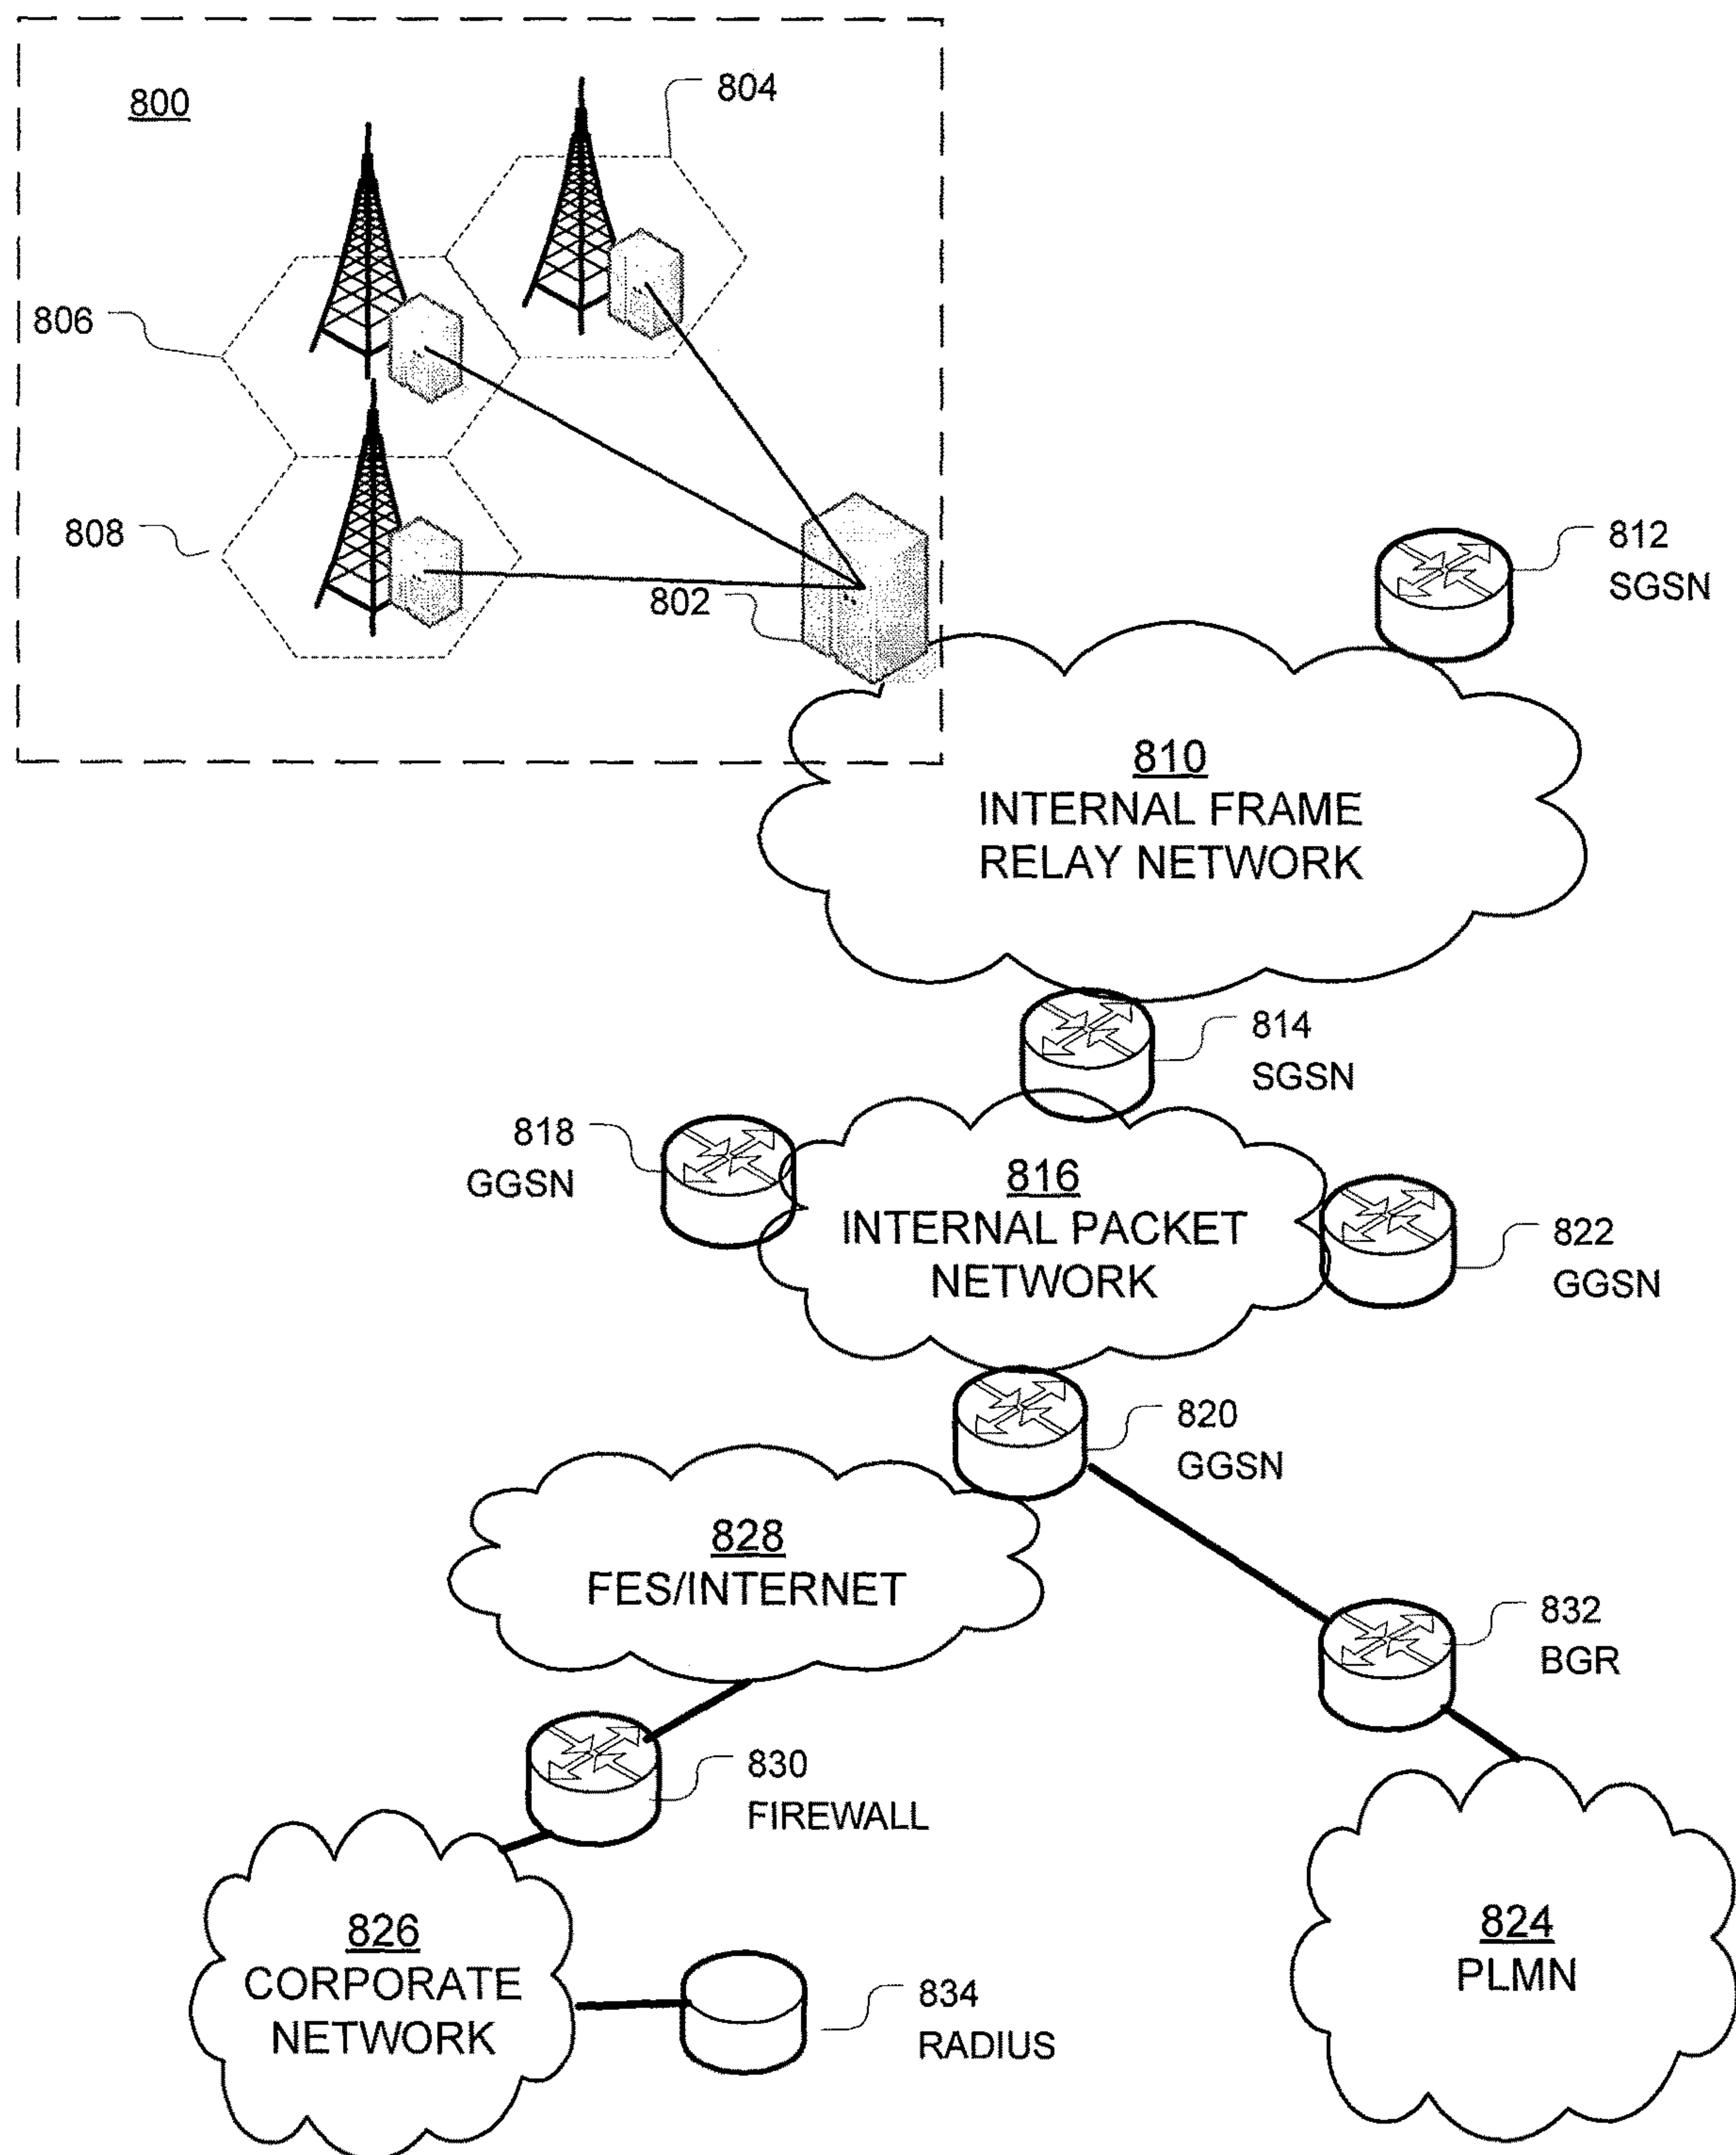 800
804
806
808
802
812
SGSN
810
INTERNAL FRAME
RELAY NETWORK
814
SGSN
818
GGSN
816
INTERNAL PACKET
NETWORK
822
GGSN
820
GGSN
828
FES/INTERNET
832
BGR
830
FIREWALL
826
CORPORATE
NETWORK
834
RADIUS
824
PLMN